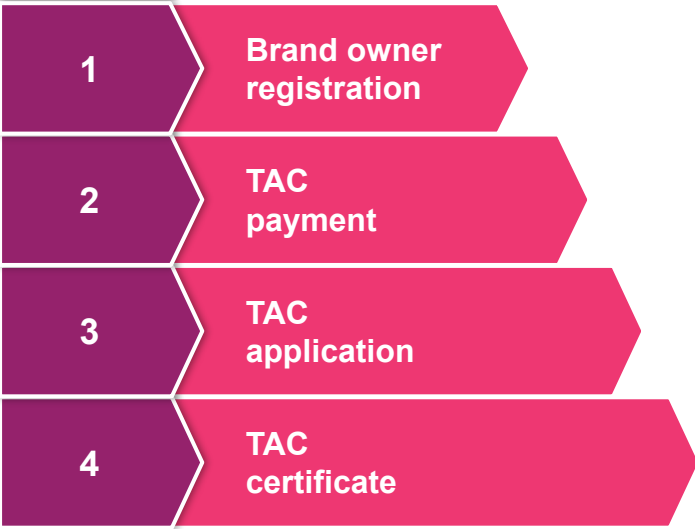 1
Brand owner
registration
2
TAC
payment
3
TAC
application
4
TAC
certificate